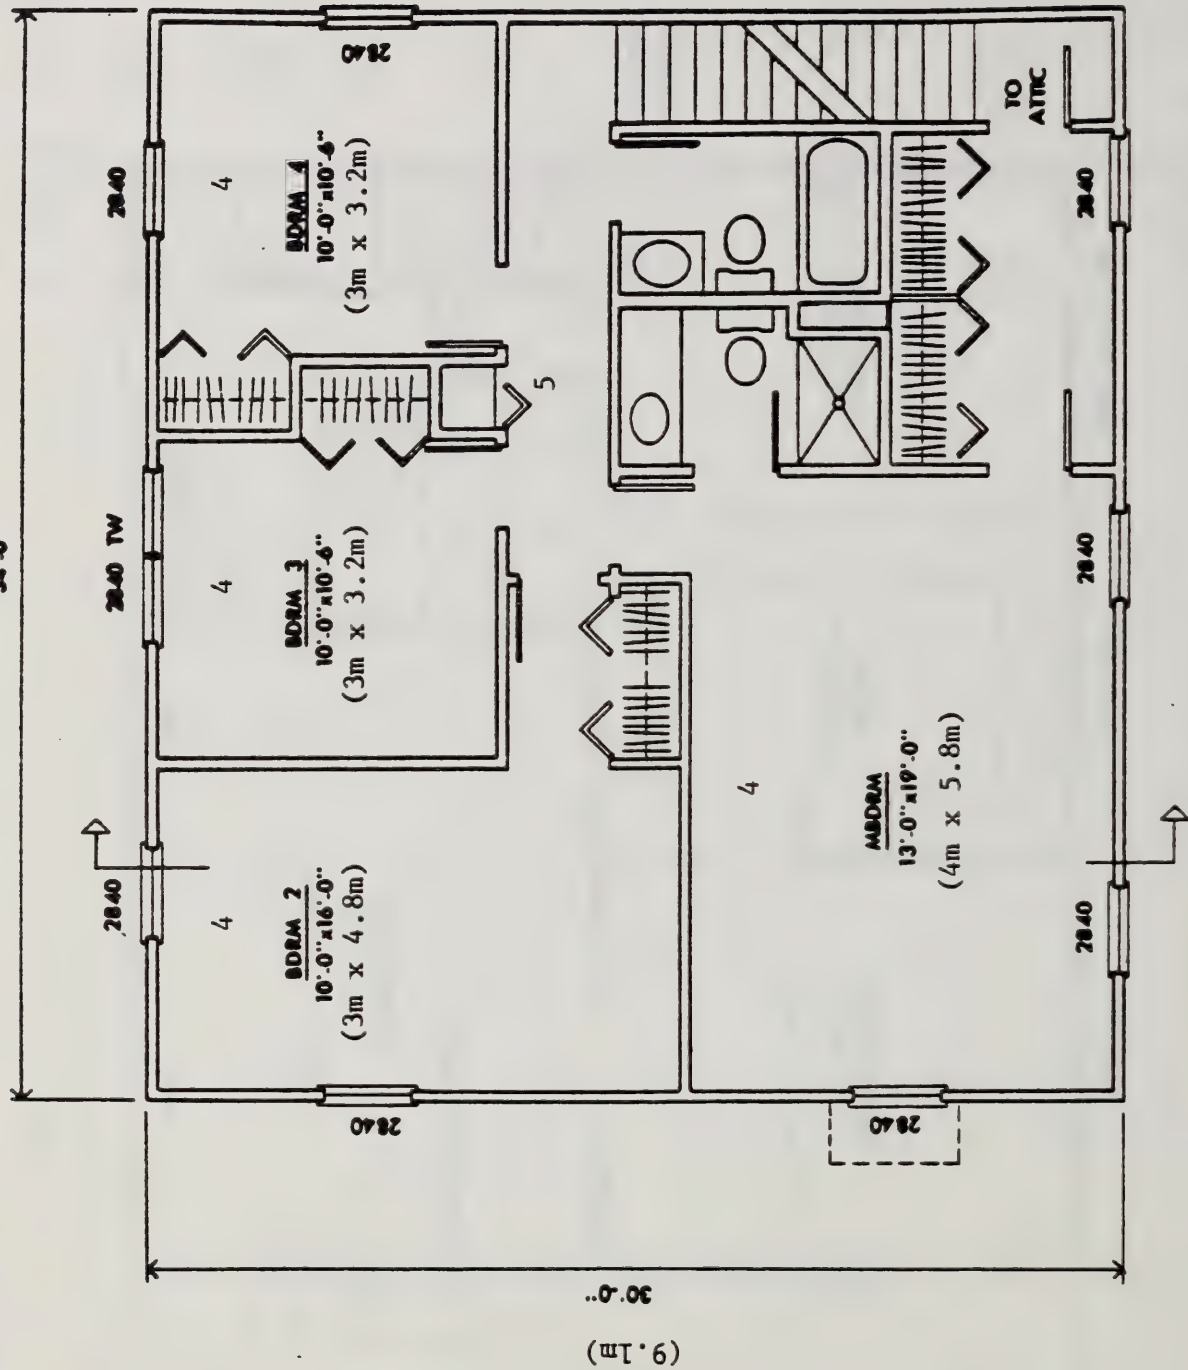 2840
2840
4
BDRM 4
10'-0"x10'-6"
(3m x 3.2m)
TO
ATTIC
2840
5
2840 TW
4
BDRM 3
10'-0"x10'-6"
(3m x 3.2m)
2840
2840
4
BDRM 2
10'-0"x16'-0"
(3m x 4.8m)
4
MBDRM
13'-0"x19'-0"
(4m x 5.8m)
2840
2840
2840
30'-0"
(9.1m)